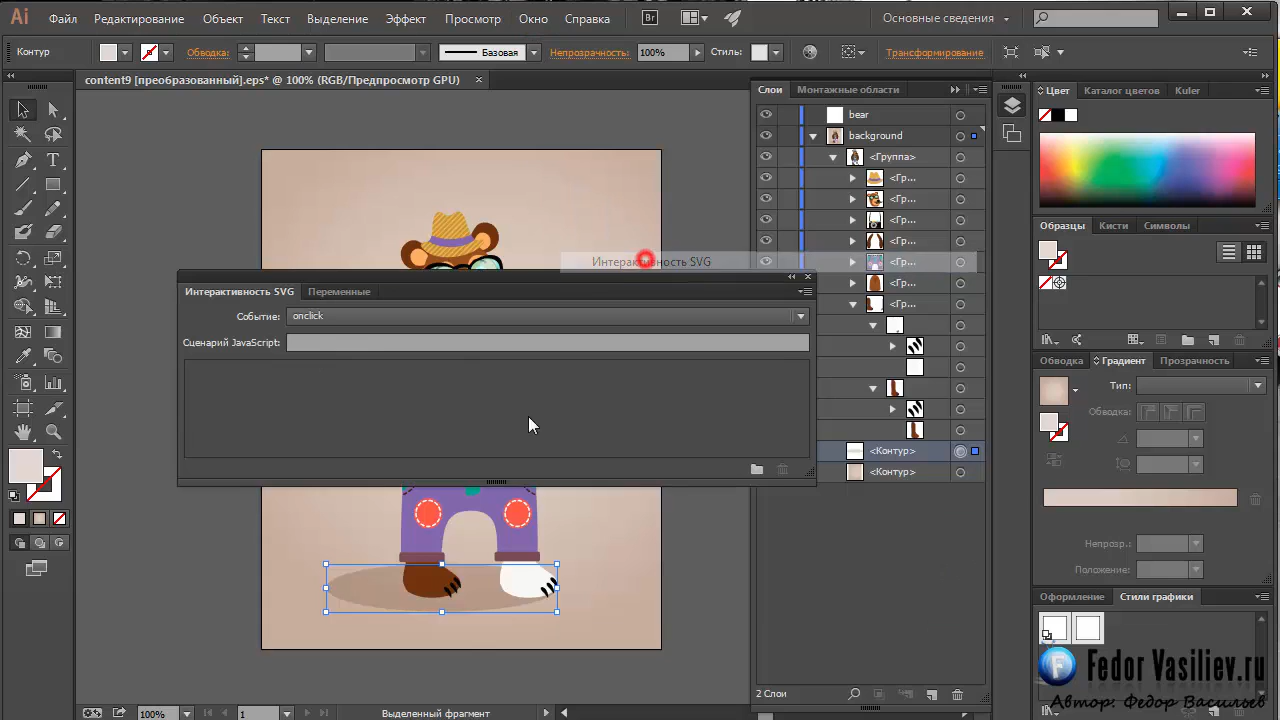 Ai Файл Редактирование Объект Текст Выделение Эффект Просмотр Окно Справка Br Основные сведения
Контур Обводка: Базовая Непрозрачность: 100% Стиль: Трансформирование
content9 [преобразованный].eps* @ 100% (RGB/Предпросмотр GPU)
Слои Монтажные области
bear
background
<Группа>
<Гр...
<Гр...
<Гр...
<Гр...
<Гр...
<Гр...
<Гр...
<Контур>
<Контур>
2 Слои
Интерактивность SVG
Интерактивность SVG Переменные
Событие: onclick
Сценарий JavaScript:
Цвет Каталог цветов Kuler
Образцы Кисти Символы
Обводка Градиент Прозрачность
Тип:
Обводка:
Непрозр.:
Положение:
Оформление Стили графики
F Fedor Vasiliev.ru
Автор: Федор Васильев
100% 1 Выделенный фрагмент